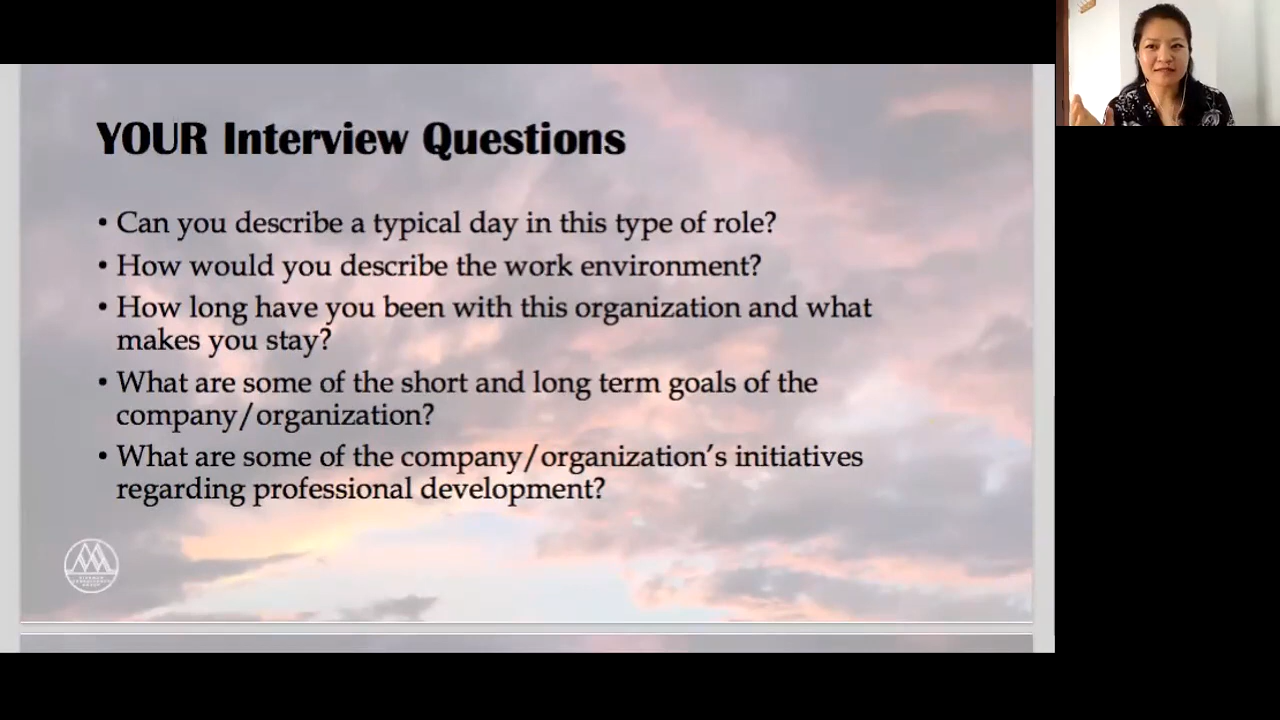 YOUR Interview Questions
• Can you describe a typical day in this type of role?
• How would you describe the work environment?
• How long have you been with this organization and what
makes you stay?
• What are some of the short and long term goals of the
company/organization?
• What are some of the company/organization's initiatives
regarding professional development?